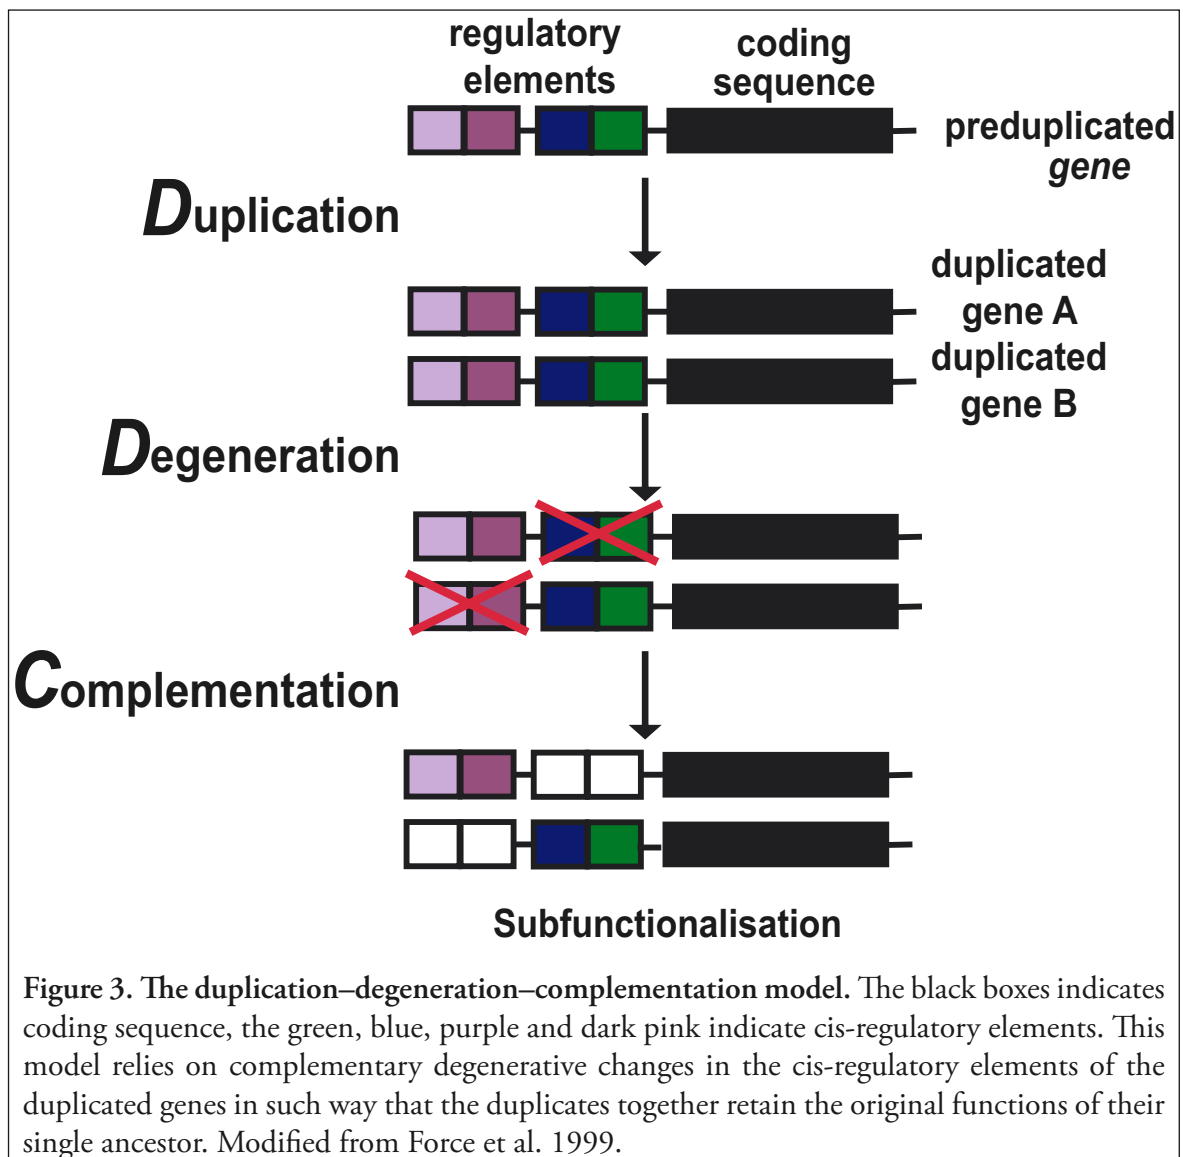 regulatory
elements
coding
sequence
preduplicated
gene
Duplication
duplicated
gene A
duplicated
gene B
Degeneration
Complementation
Subfunctionalisation
Figure 3. The duplication–degeneration–complementation model. The black boxes indicates
coding sequence, the green, blue, purple and dark pink indicate cis-regulatory elements. This
model relies on complementary degenerative changes in the cis-regulatory elements of the
duplicated genes in such way that the duplicates together retain the original functions of their
single ancestor. Modified from Force et al. 1999.